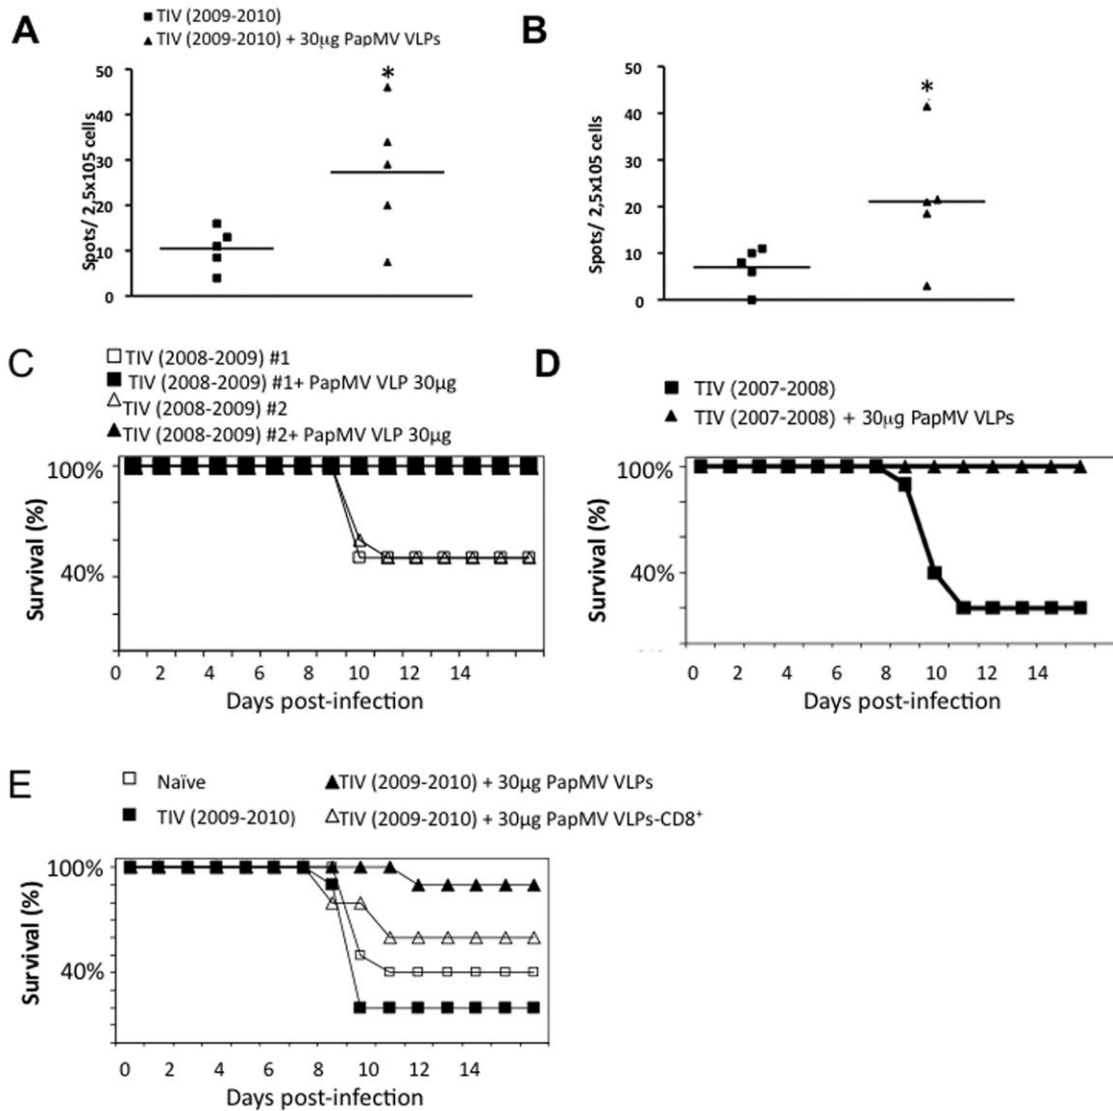 A
TIV (2009-2010)
TIV (2009-2010) + 30µg PapMV VLPs
Spots/ 2,5x105 cells
50
40
30
20
10
0
*
B
Spots/ 2,5x105 cells
50
40
30
20
10
0
*
C
TIV (2008-2009) #1
TIV (2008-2009) #1+ PapMV VLP 30µg
TIV (2008-2009) #2
TIV (2008-2009) #2+ PapMV VLP 30µg
Survival (%)
100%
40%
0 2 4 6 8 10 12 14
Days post-infection
D
TIV (2007-2008)
TIV (2007-2008) + 30µg PapMV VLPs
Survival (%)
100%
40%
0 2 4 6 8 10 12 14
Days post-infection
E
Naïve
TIV (2009-2010)
TIV (2009-2010) + 30µg PapMV VLPs
TIV (2009-2010) + 30µg PapMV VLPs-CD8⁺
Survival (%)
100%
40%
0 2 4 6 8 10 12 14
Days post-infection